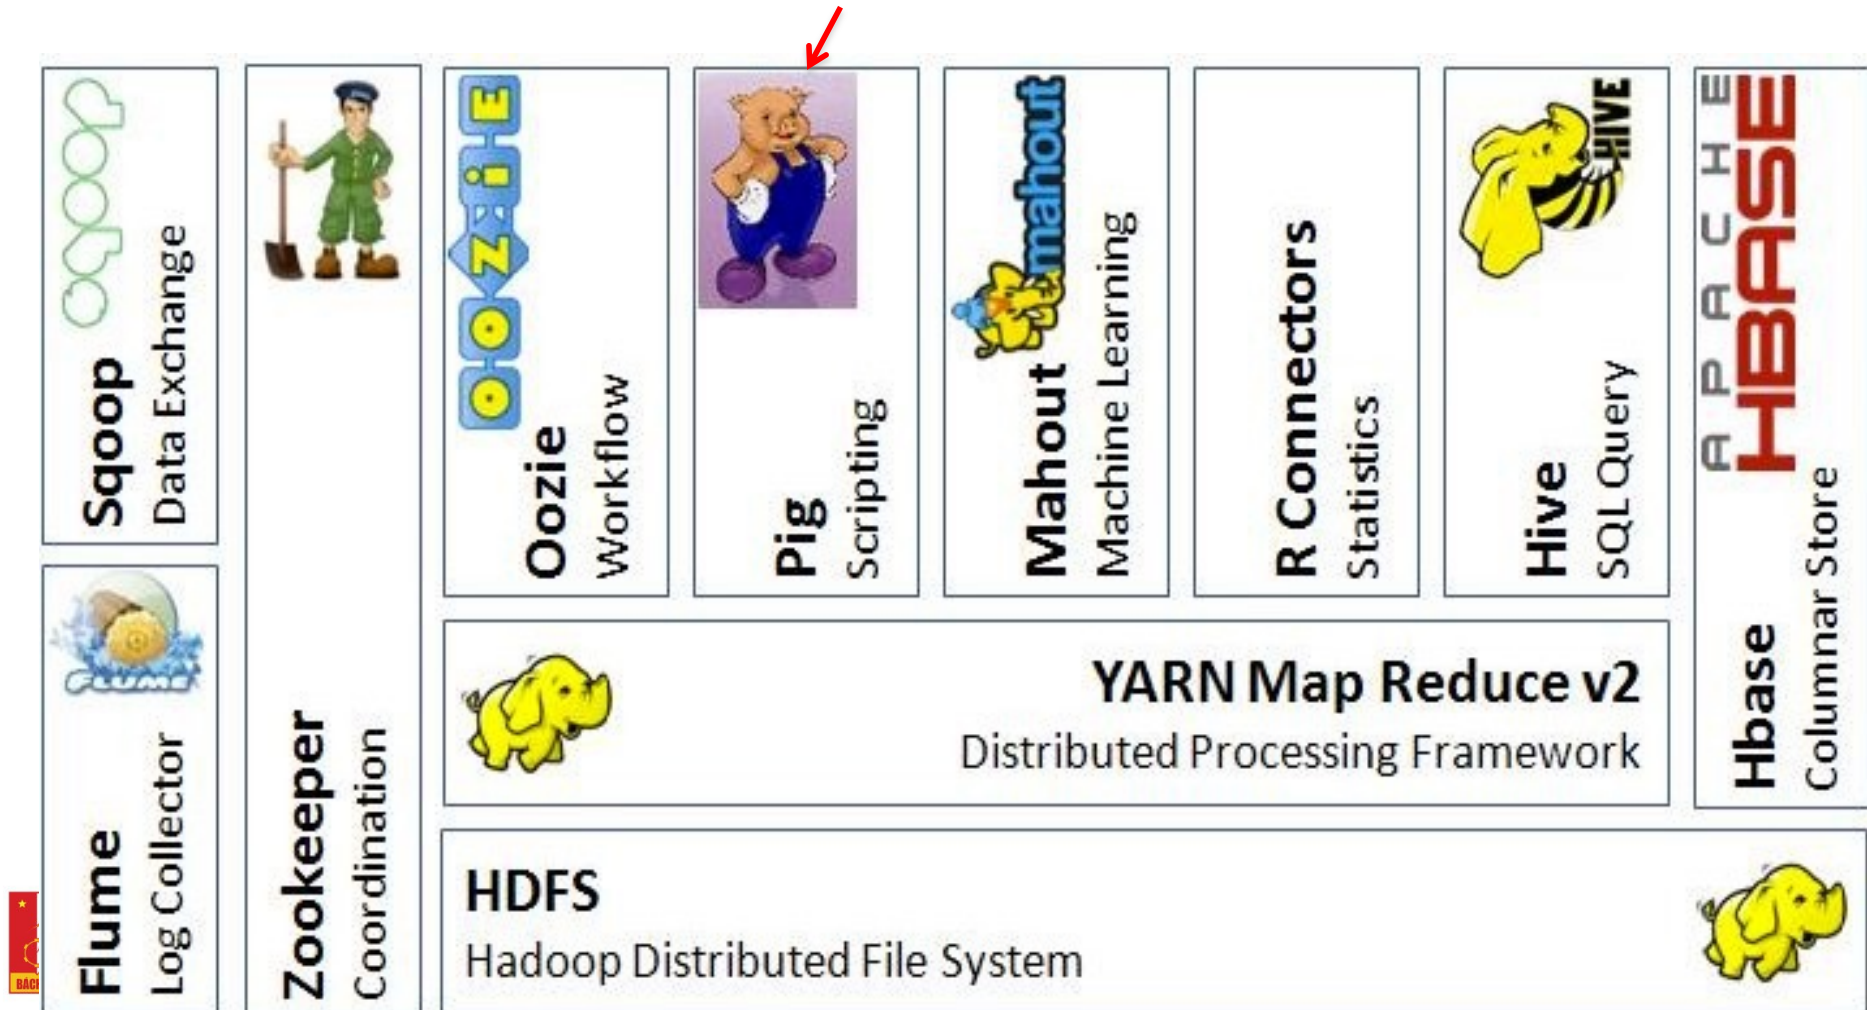 sqoop
Sqoop
Data Exchange
FLUME
Flume
Log Collector
Zookeeper
Coordination
OOZiE
Oozie
Workflow
Pig
Scripting
mahout
Mahout
Machine Learning
R Connectors
Statistics
HIVE
Hive
SQL Query
APACHE
HBASE
Hbase
Columnar Store
YARN Map Reduce v2
Distributed Processing Framework
HDFS
Hadoop Distributed File System